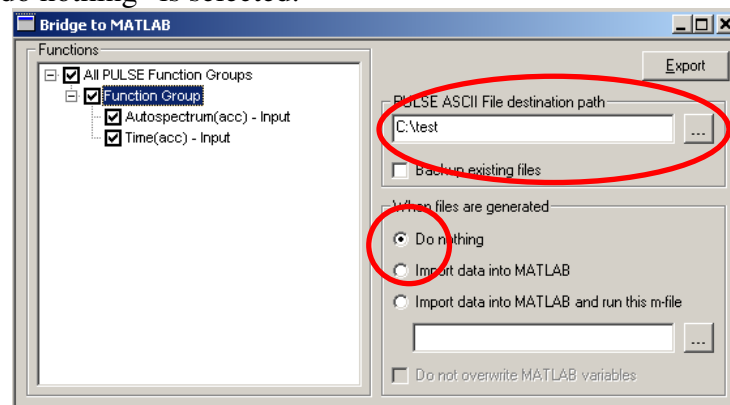 do nothing" is selected.
Bridge to MATLAB
Functions
All PULSE Function Groups
Function Group
Autospectrum(acc) - Input
Time(acc) - Input
Export
PULSE ASCII File destination path
C:\test
...
Backup existing files
When files are generated
Do nothing
Import data into MATLAB
Import data into MATLAB and run this m-file
...
Do not overwrite MATLAB variables